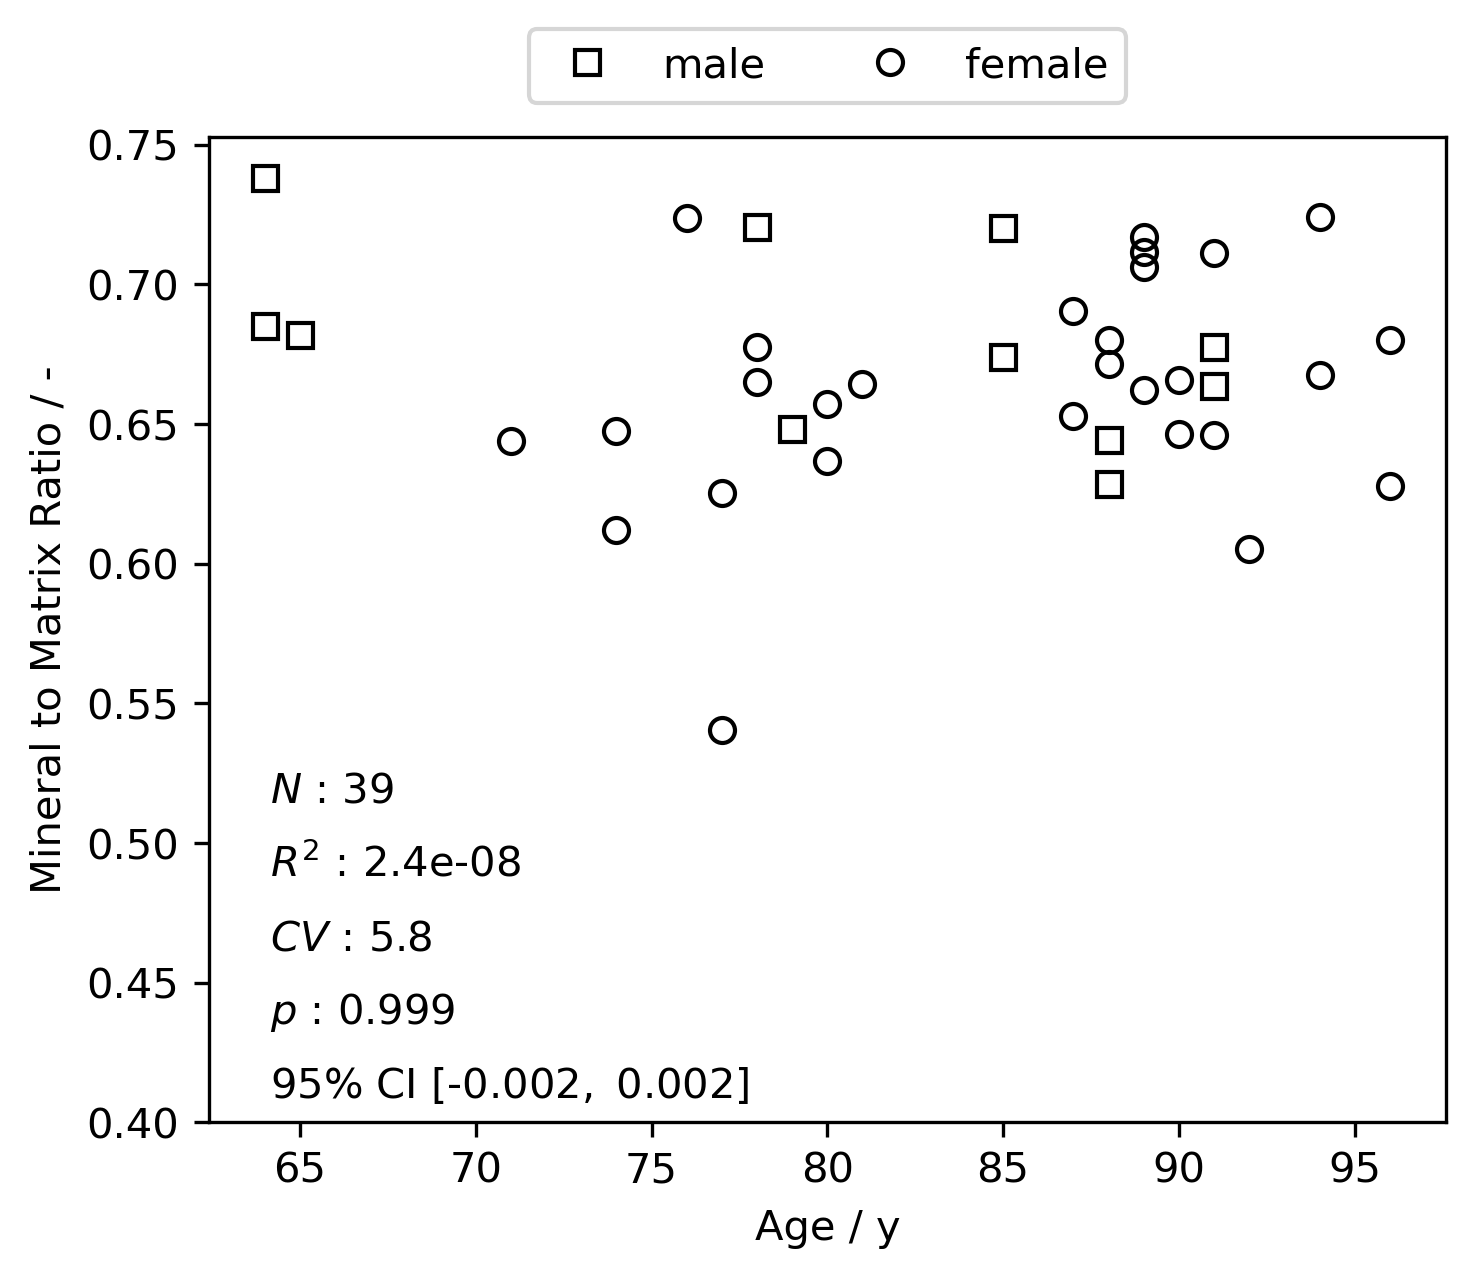 male female
0.75
0.70
0.65
0.60
0.55
0.50
0.45
0.40
Mineral to Matrix Ratio / -
N : 39
R² : 2.4e-08
CV : 5.8
p : 0.999
95% CI [-0.002, 0.002]
65 70 75 80 85 90 95
Age / y